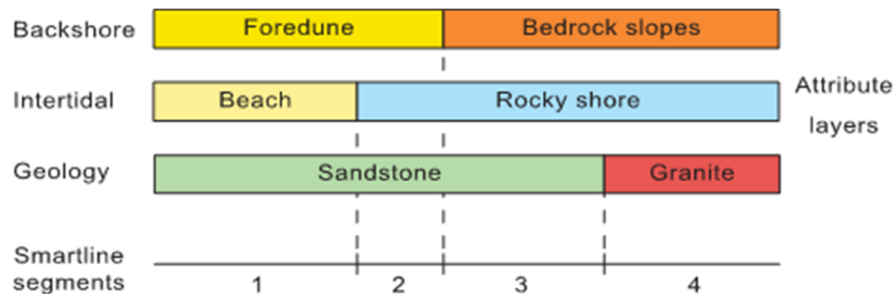 Backshore Foredune Bedrock slopes
Intertidal Beach Rocky shore Attribute
layers
Geology Sandstone Granite
Smartline
segments 1 2 3 4